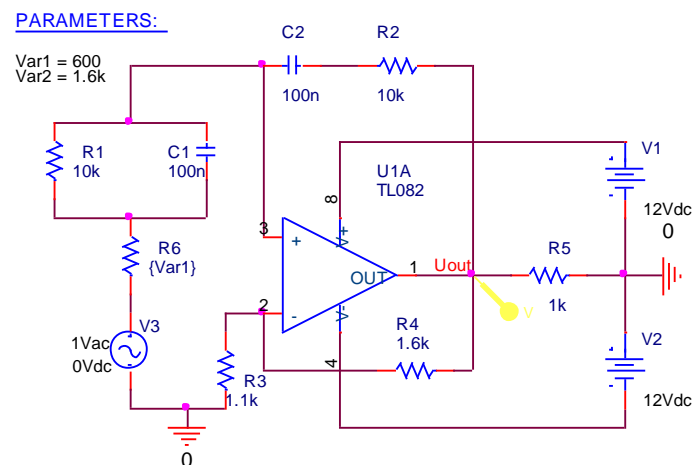 PARAMETERS:
Var1 = 600
Var2 = 1.6k
C2
100n
R2
10k
R1
10k
C1
100n
U1A
TL082
V1
12Vdc
0
8
V+
3
+
OUT
1
Uout
V
R5
1k
R6
{Var1}
2
-
V-
4
R4
1.6k
V2
12Vdc
V3
1Vac
0Vdc
R3
1.1k
0